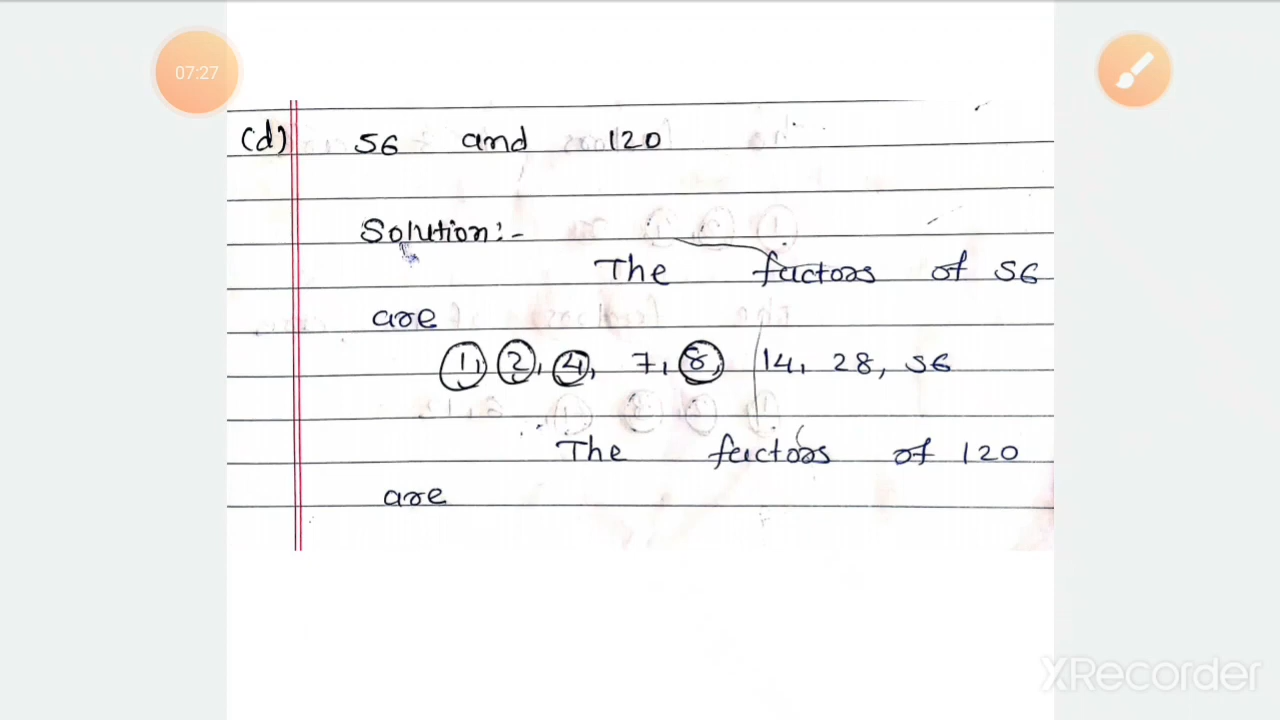 07:27
(d) 56 and 120
Solution:-
The factors of 56
are
1, 2, 4, 7, 8, 14, 28, 56
The factors of 120
are
XRecorder